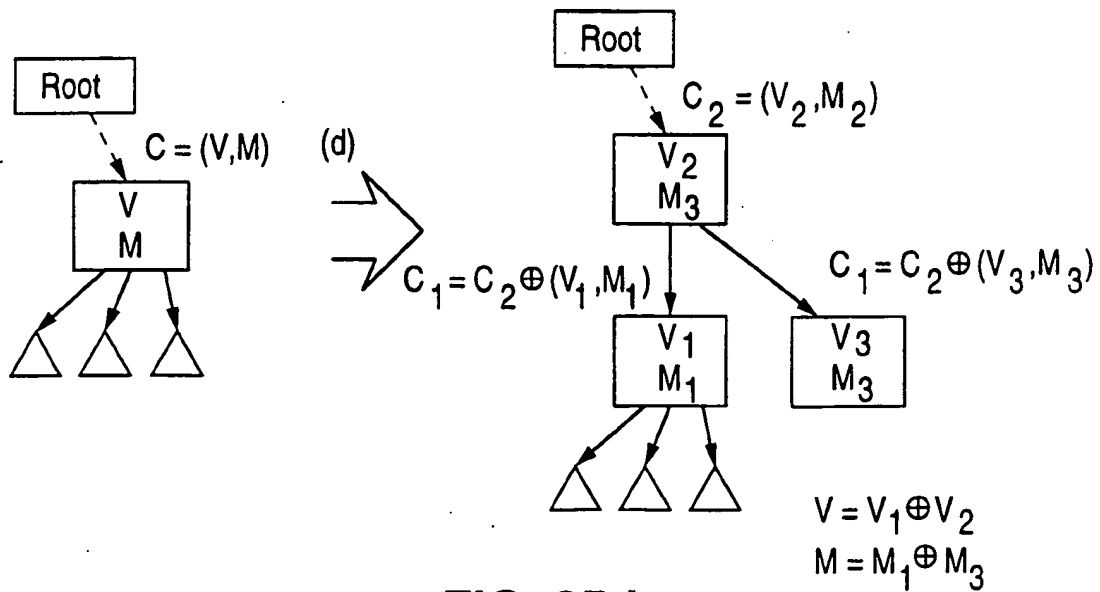 Root
C = (V,M)
V
M
(d)
Root
C₂ = (V₂,M₂)
V₂
M₃
C₁ = C₂ ⊕ (V₁,M₁)
C₁ = C₂ ⊕ (V₃,M₃)
V₁
M₁
V₃
M₃
V = V₁ ⊕ V₂
M = M₁ ⊕ M₃